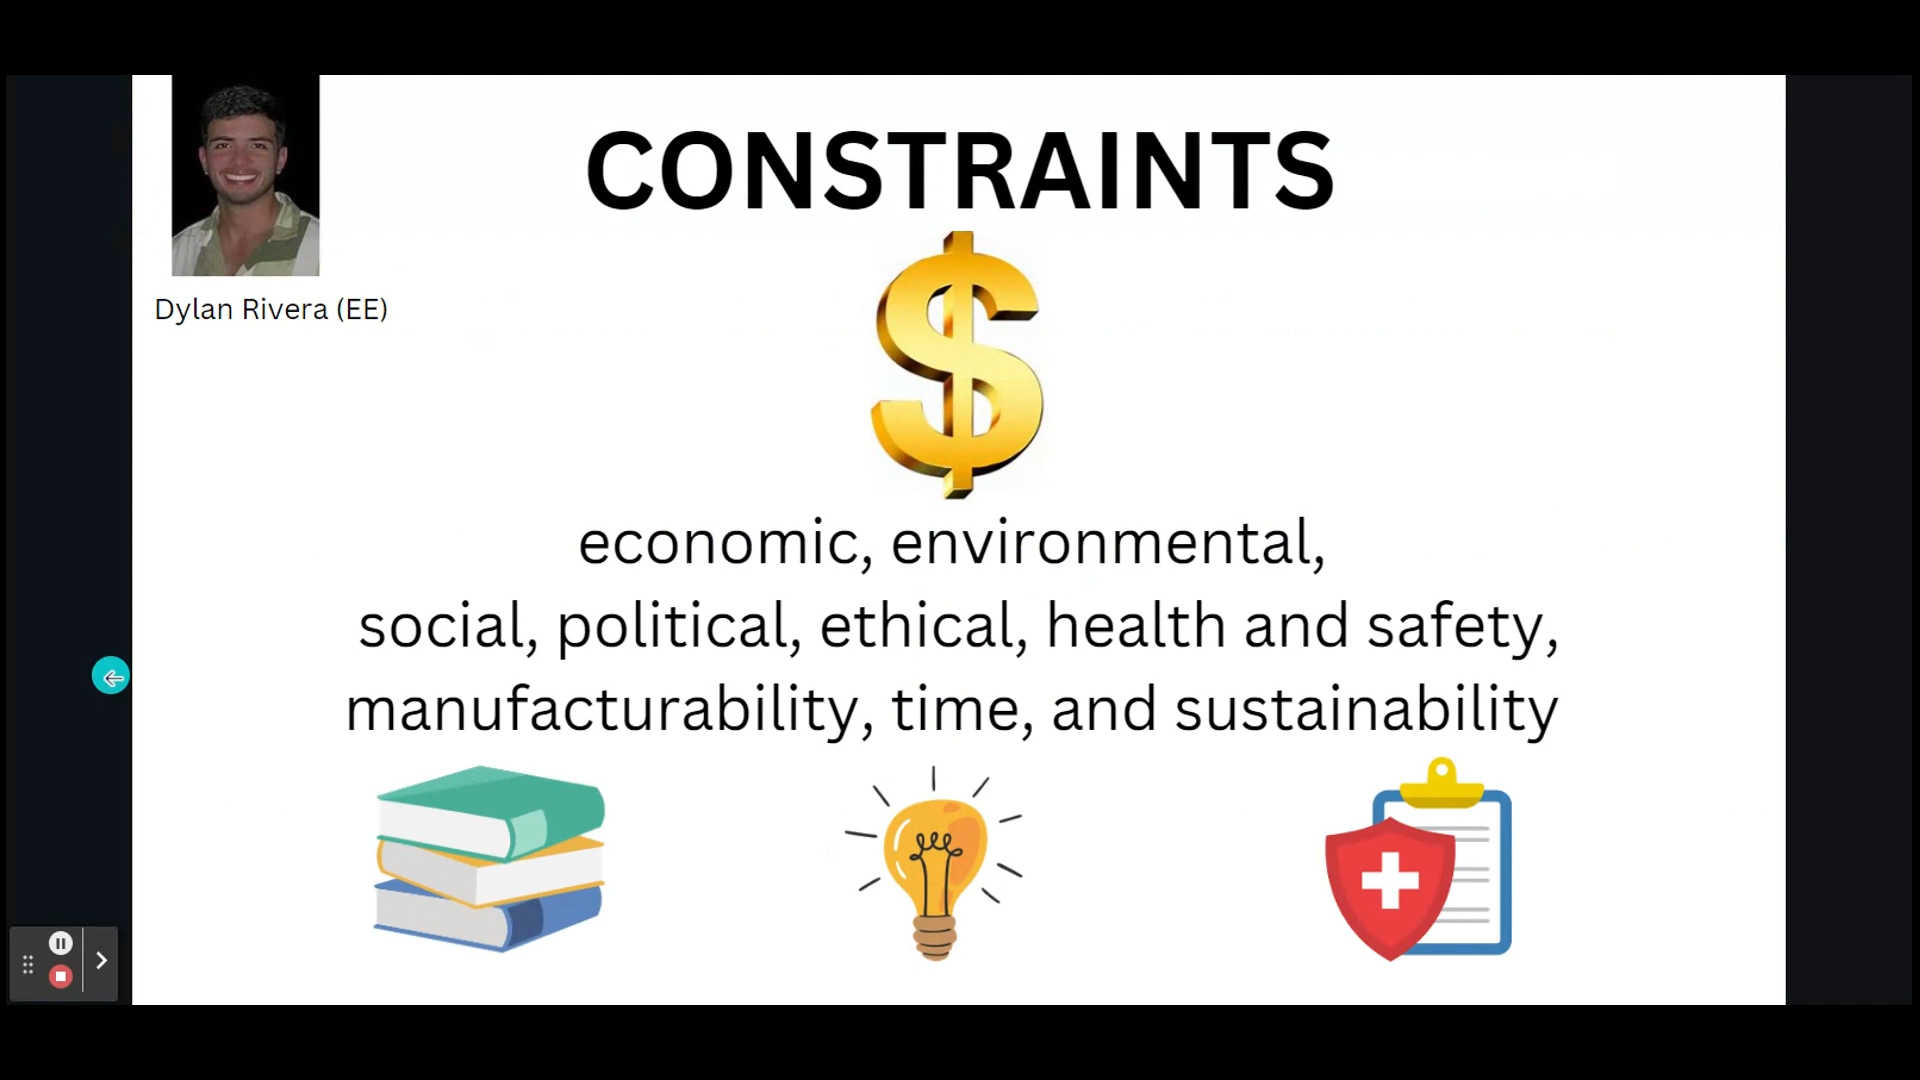 CONSTRAINTS
Dylan Rivera (EE)
economic, environmental,
social, political, ethical, health and safety,
manufacturability, time, and sustainability